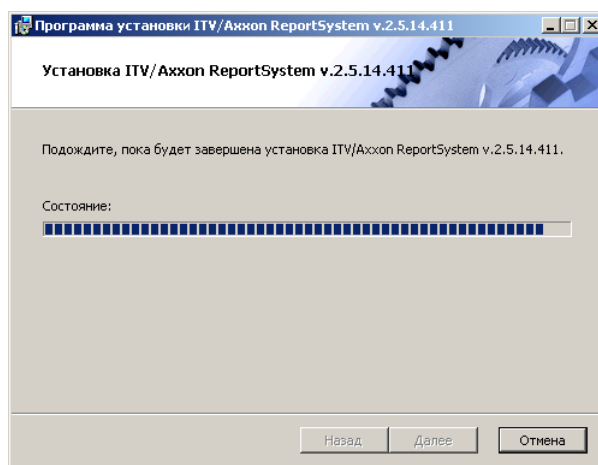 Программа установки ITV/Axxon ReportSystem v.2.5.14.411
Установка ITV/Axxon ReportSystem v.2.5.14.411
Подождите, пока будет завершена установка ITV/Axxon ReportSystem v.2.5.14.411.
Состояние:
Назад Далее Отмена